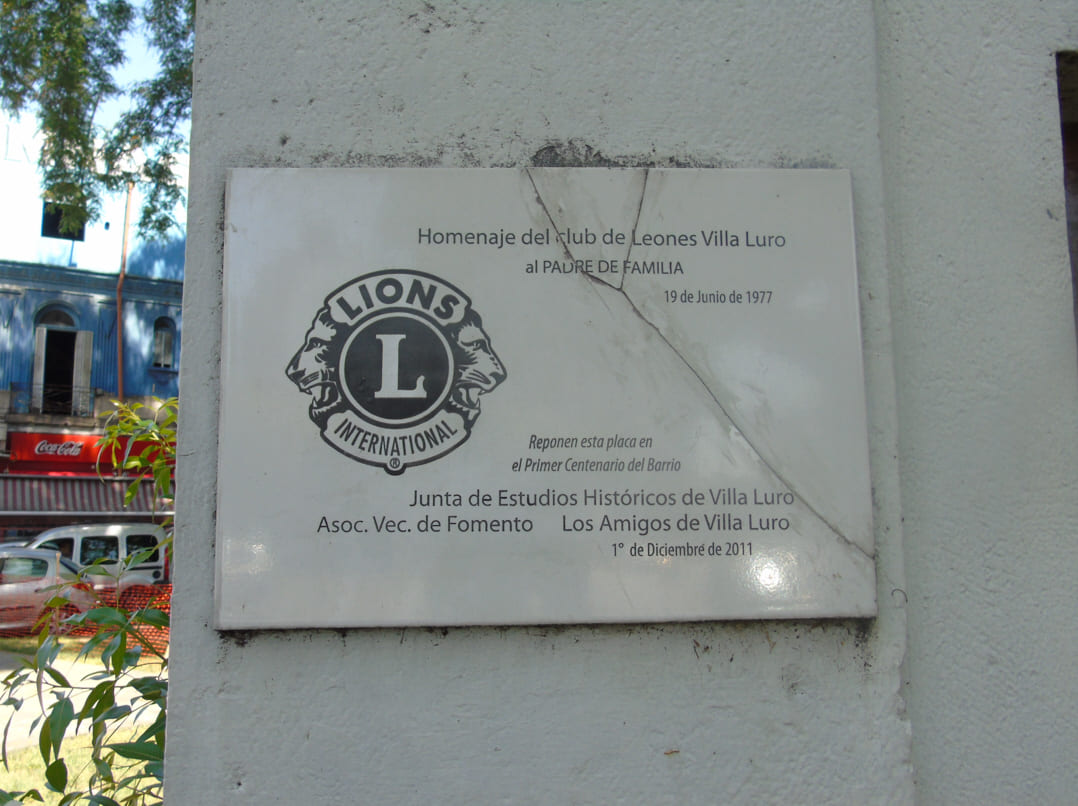 Homenaje del club de Leones Villa Luro
al PADRE DE FAMILIA
19 de Junio de 1977
LIONS
L
INTERNATIONAL
®
Reponen esta placa en
el Primer Centenario del Barrio
Junta de Estudios Históricos de Villa Luro
Asoc. Vec. de Fomento Los Amigos de Villa Luro
1° de Diciembre de 2011
Coca-Cola